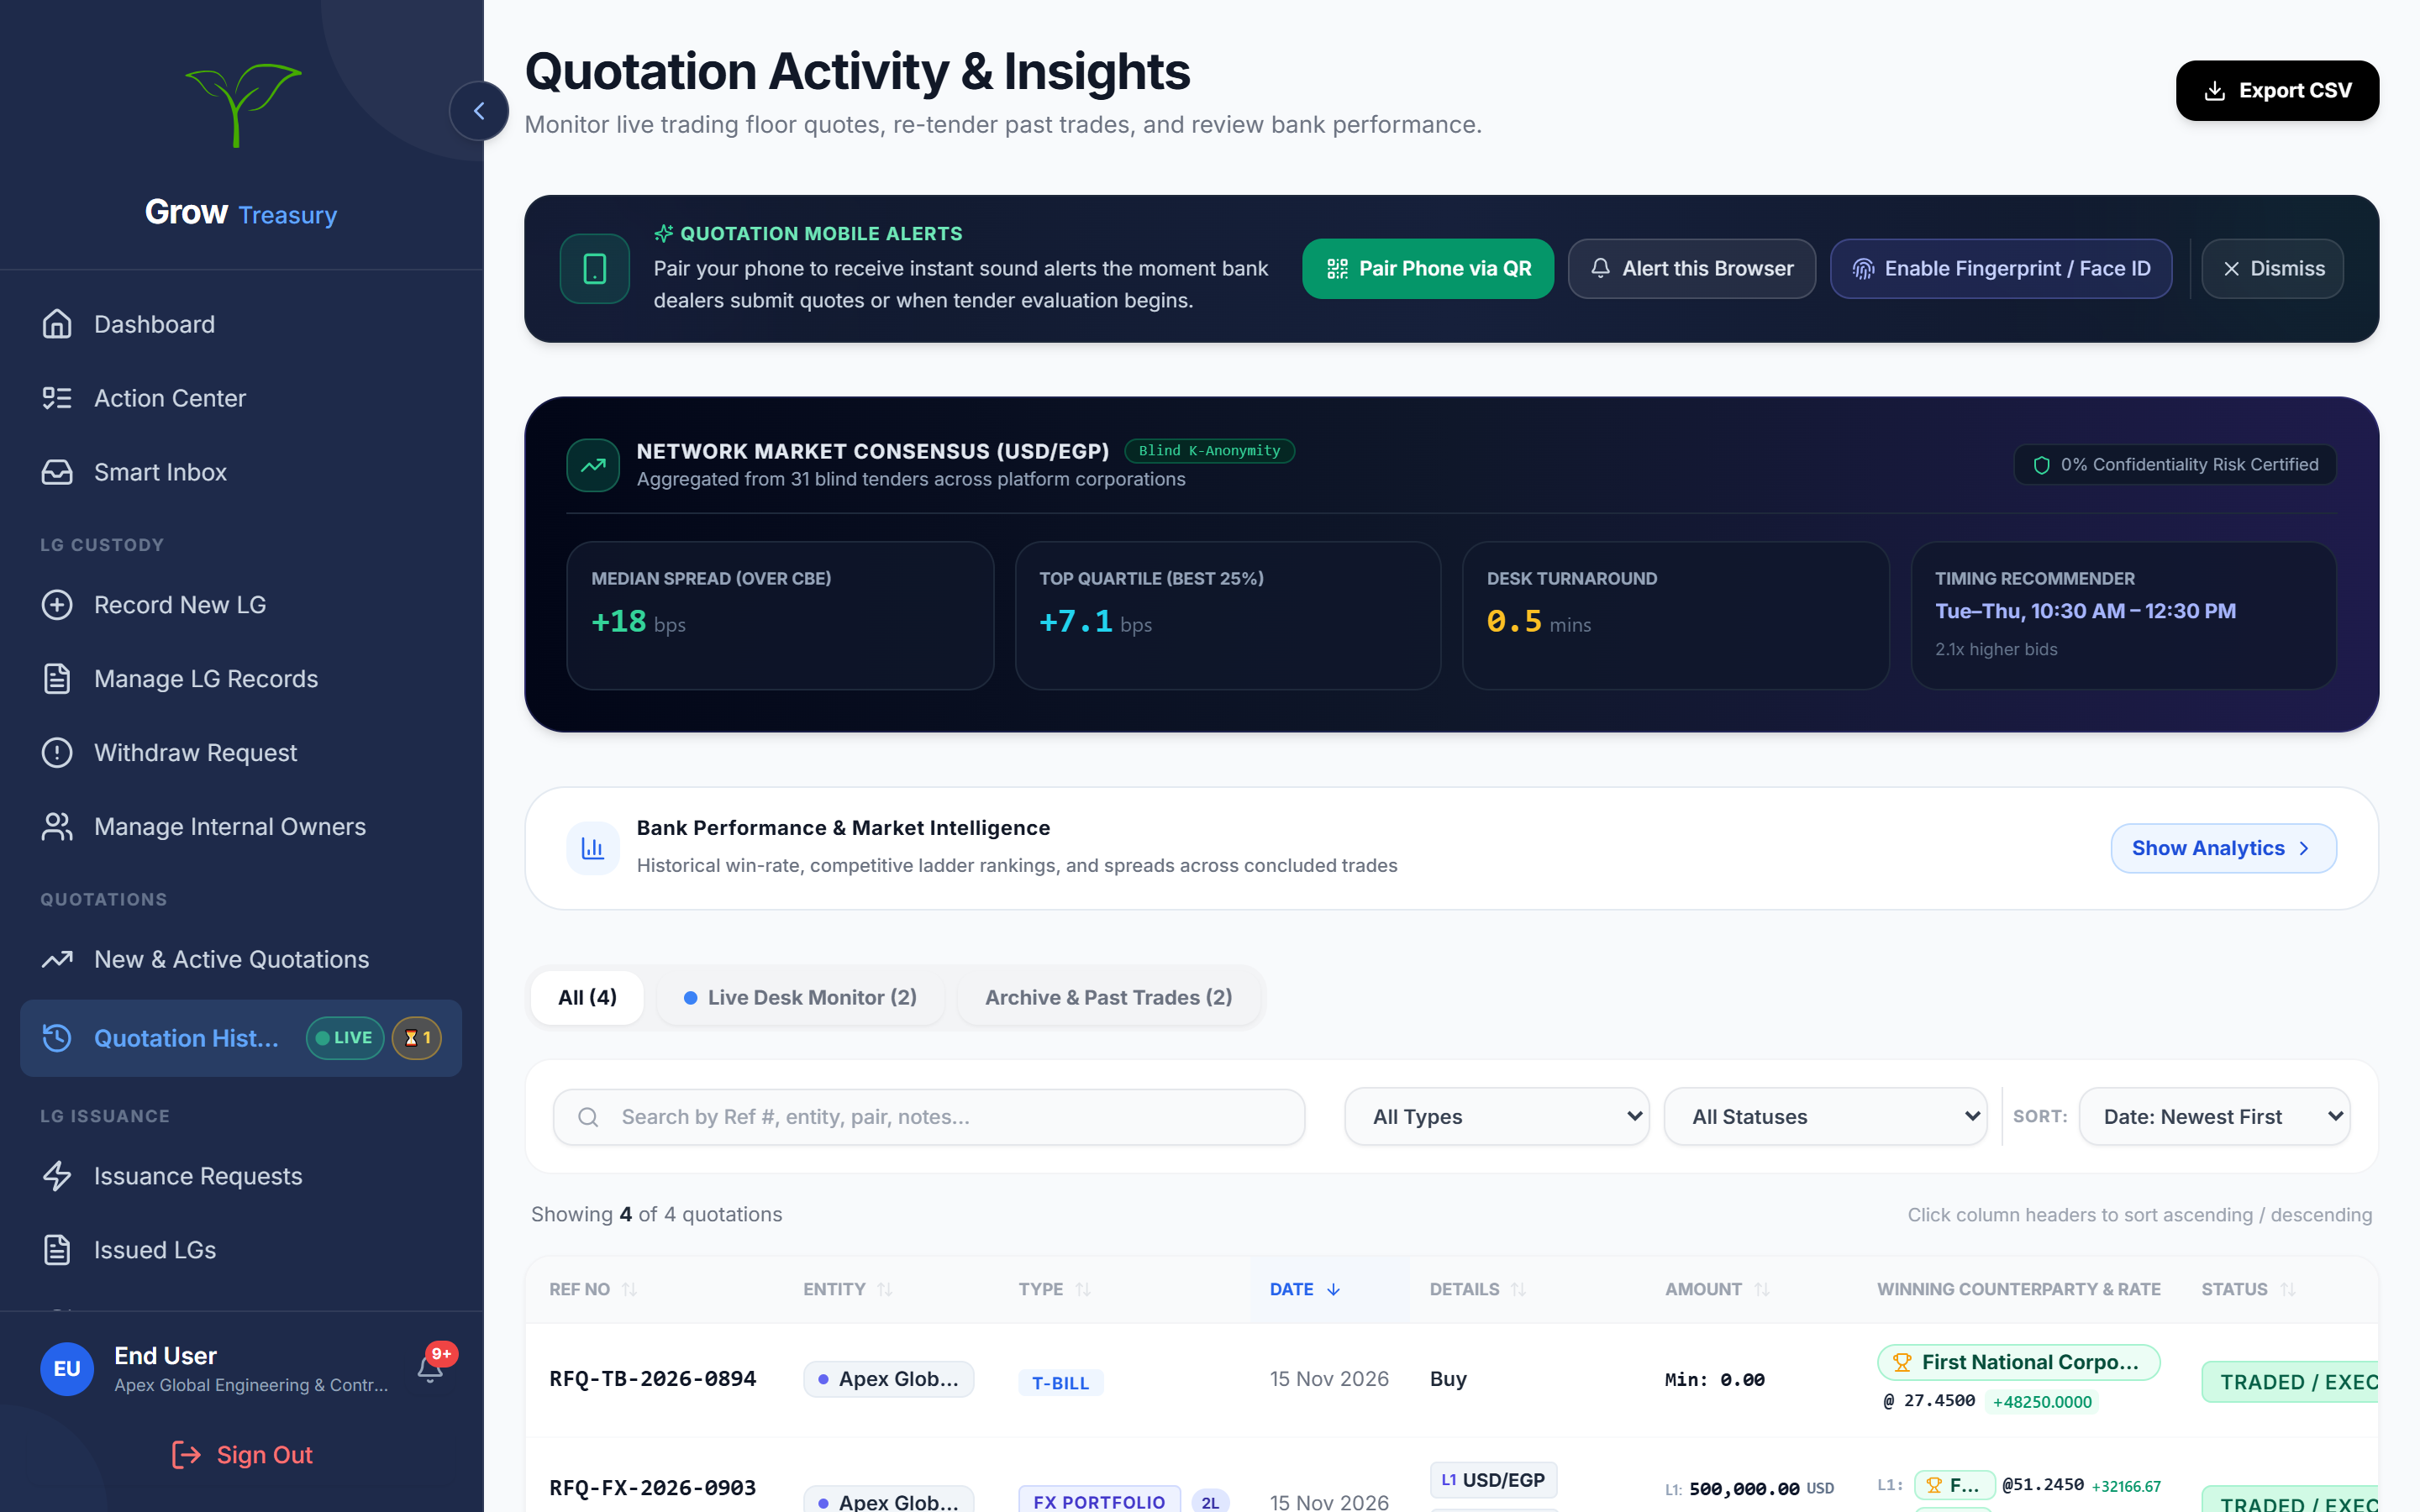 Grow Treasury
Dashboard
Action Center
Smart Inbox
LG CUSTODY
Record New LG
Manage LG Records
Withdraw Request
Manage Internal Owners
QUOTATIONS
New & Active Quotations
Quotation Hist... LIVE ⏳ 1
LG ISSUANCE
Issuance Requests
Issued LGs
EU End User 9+
Apex Global Engineering & Contr...
Sign Out
Quotation Activity & Insights
Monitor live trading floor quotes, re-tender past trades, and review bank performance.
Export CSV
QUOTATION MOBILE ALERTS
Pair your phone to receive instant sound alerts the moment bank
dealers submit quotes or when tender evaluation begins.
Pair Phone via QR Alert this Browser Enable Fingerprint / Face ID Dismiss
NETWORK MARKET CONSENSUS (USD/EGP) Blind K-Anonymity
Aggregated from 31 blind tenders across platform corporations
0% Confidentiality Risk Certified
MEDIAN SPREAD (OVER CBE)
+18 bps
TOP QUARTILE (BEST 25%)
+7.1 bps
DESK TURNAROUND
0.5 mins
TIMING RECOMMENDER
Tue–Thu, 10:30 AM – 12:30 PM
2.1x higher bids
Bank Performance & Market Intelligence
Historical win-rate, competitive ladder rankings, and spreads across concluded trades
Show Analytics
All (4) Live Desk Monitor (2) Archive & Past Trades (2)
Search by Ref #, entity, pair, notes... All Types All Statuses SORT: Date: Newest First
Showing 4 of 4 quotations
Click column headers to sort ascending / descending
REF NO ENTITY TYPE DATE DETAILS AMOUNT WINNING COUNTERPARTY & RATE STATUS
RFQ-TB-2026-0894 Apex Glob... T-BILL 15 Nov 2026 Buy Min: 0.00 First National Corpo... TRADED / EXEC
@ 27.4500 +48250.0000
RFQ-FX-2026-0903 Apex Glob... FX PORTFOLIO 2L 15 Nov 2026 L1 USD/EGP L1: 500,000.00 USD L1: F... @51.2450 +32166.67 TRADED / EXEC